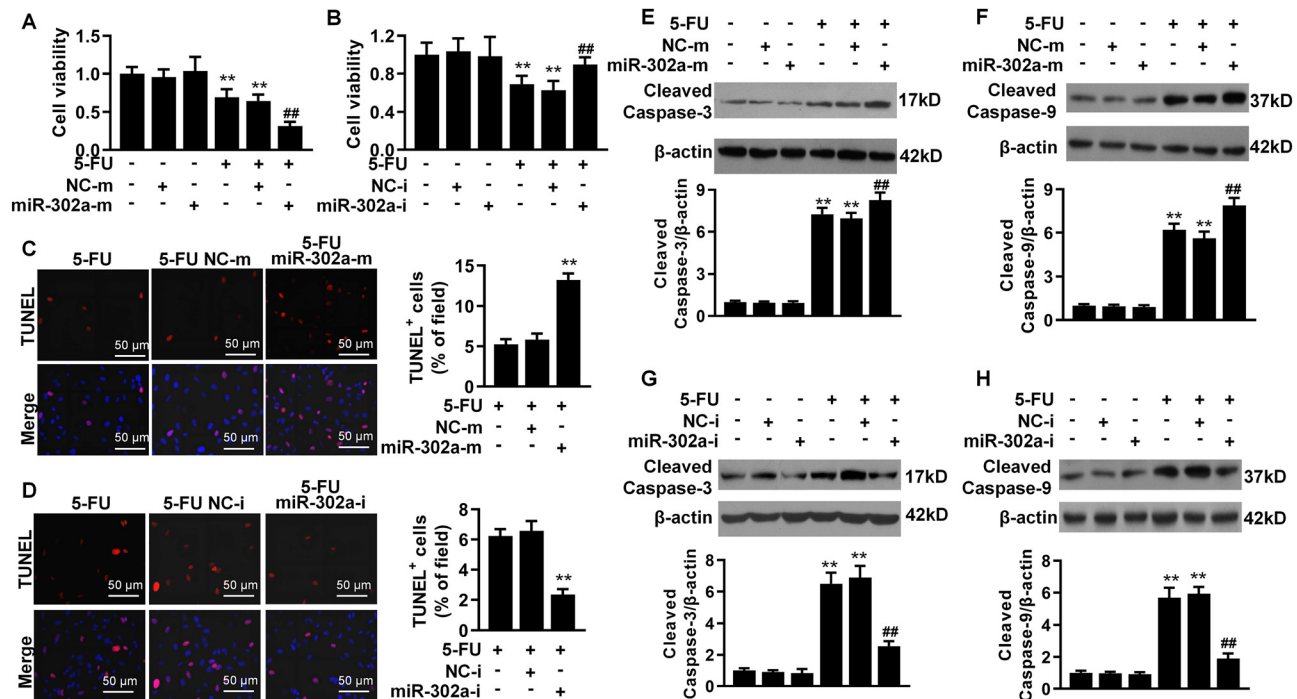 A
Cell viability
1.5
1.0
0.5
0.0
** ** ##
5-FU - - - + + +
NC-m - + - - + -
miR-302a-m - - + - - +
B
Cell viability
1.2
0.8
0.4
0.0
** ** ##
5-FU - - - + + +
NC-i - + - - + -
miR-302a-i - - + - - +
C
5-FU
5-FU NC-m
5-FU
miR-302a-m
TUNEL
50 µm 50 µm 50 µm
Merge
50 µm 50 µm 50 µm
TUNEL+ cells
(% of field)
15
10
5
0
**
5-FU + + +
NC-m - + -
miR-302a-m - - +
D
5-FU
5-FU NC-i
5-FU
miR-302a-i
TUNEL
50 µm 50 µm 50 µm
Merge
50 µm 50 µm 50 µm
TUNEL+ cells
(% of field)
8
6
4
2
0
**
5-FU + + +
NC-i - + -
miR-302a-i - - +
E
5-FU - - - + + +
NC-m - + - - + -
miR-302a-m - - + - - +
Cleaved
Caspase-3
17kD
β-actin 42kD
Cleaved
Caspase-3/β-actin
9
6
3
0
** ** ##
F
5-FU - - - + + +
NC-m - + - - + -
miR-302a-m - - + - - +
Cleaved
Caspase-9
37kD
β-actin 42kD
Cleaved
Caspase-9/β-actin
9
6
3
0
** ** ##
G
5-FU - - - + + +
NC-i - + - - + -
miR-302a-i - - + - - +
Cleaved
Caspase-3
17kD
β-actin 42kD
Cleaved
Caspase-3/β-actin
8
6
4
2
0
** ** ##
H
5-FU - - - + + +
NC-i - + - - + -
miR-302a-i - - + - - +
Cleaved
Caspase-9
37kD
β-actin 42kD
Cleaved
Caspase-9/β-actin
8
6
4
2
0
** ** ##